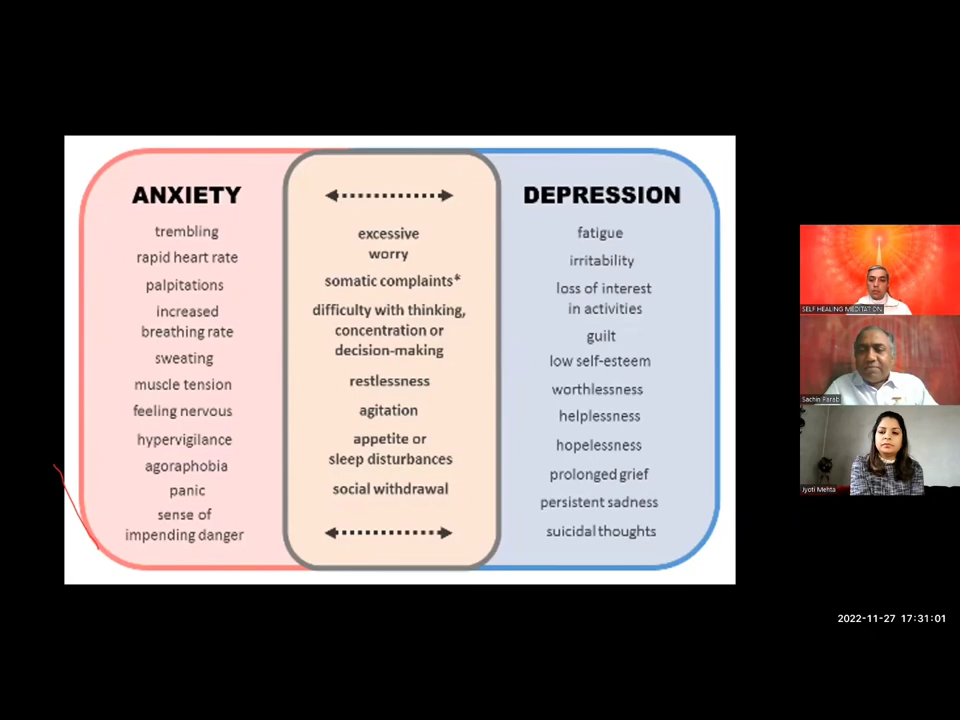 ANXIETY
trembling
rapid heart rate
palpitations
increased
breathing rate
sweating
muscle tension
feeling nervous
hypervigilance
agoraphobia
panic
sense of
impending danger
excessive
worry
somatic complaints*
difficulty with thinking,
concentration or
decision-making
restlessness
agitation
appetite or
sleep disturbances
social withdrawal
DEPRESSION
fatigue
irritability
loss of interest
in activities
guilt
low self-esteem
worthlessness
helplessness
hopelessness
prolonged grief
persistent sadness
suicidal thoughts
SELF HEALING MEDITATION
Sachin Parab
Jyoti Mehta
2022-11-27 17:31:01